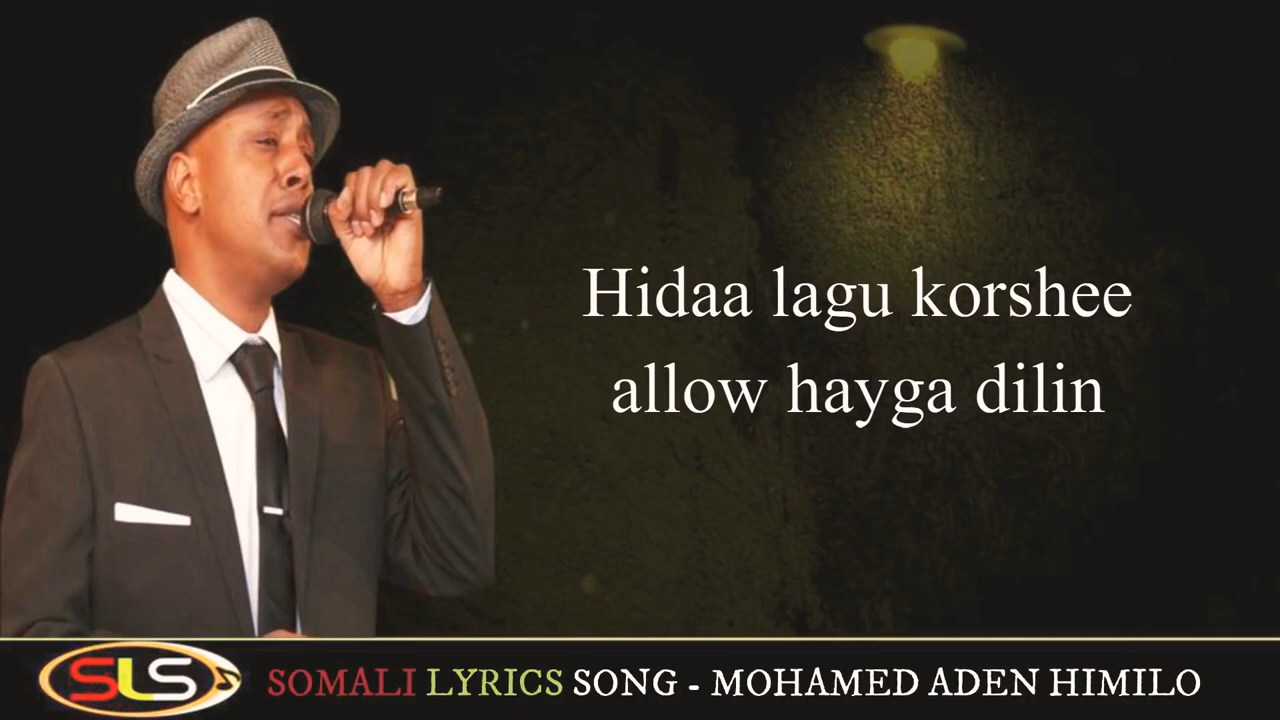 Hidaa lagu korshee
allow hayga dilin
SLS
SOMALI LYRICS SONG - MOHAMED ADEN HIMILO